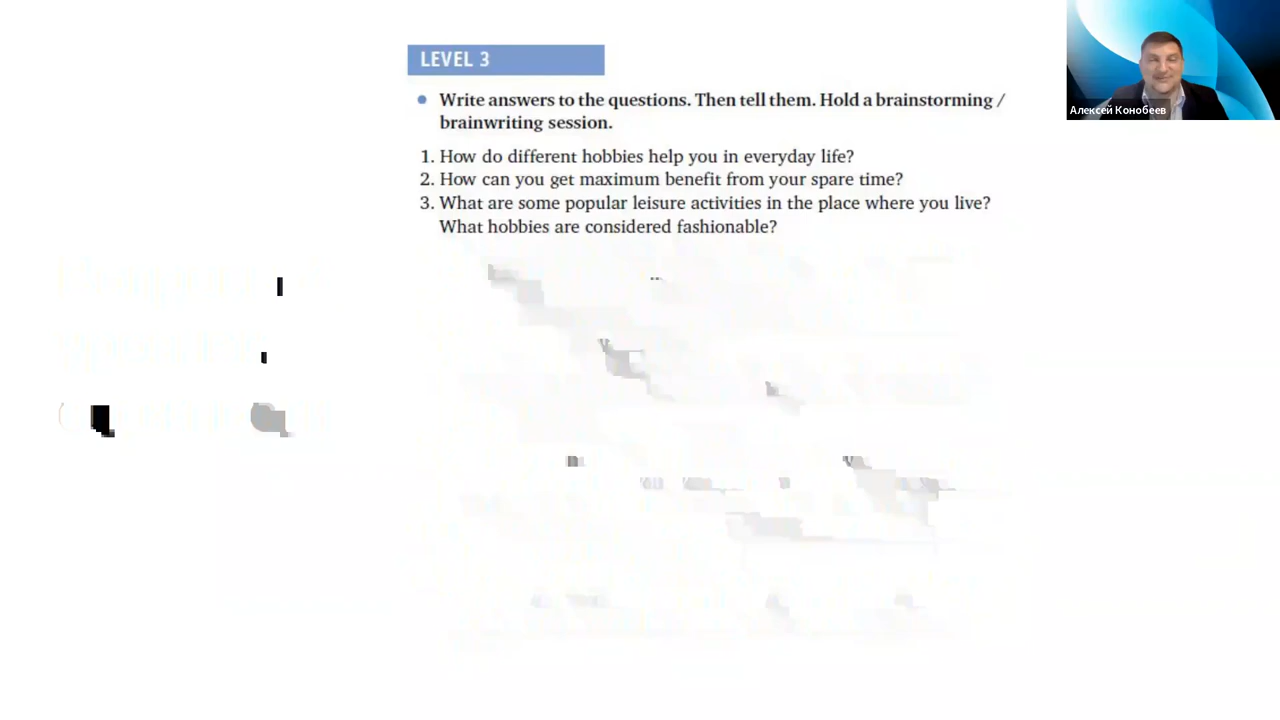 LEVEL 3
• Write answers to the questions. Then tell them. Hold a brainstorming /
brainwriting session.
1. How do different hobbies help you in everyday life?
2. How can you get maximum benefit from your spare time?
3. What are some popular leisure activities in the place where you live?
What hobbies are considered fashionable?
Алексей Конобеев